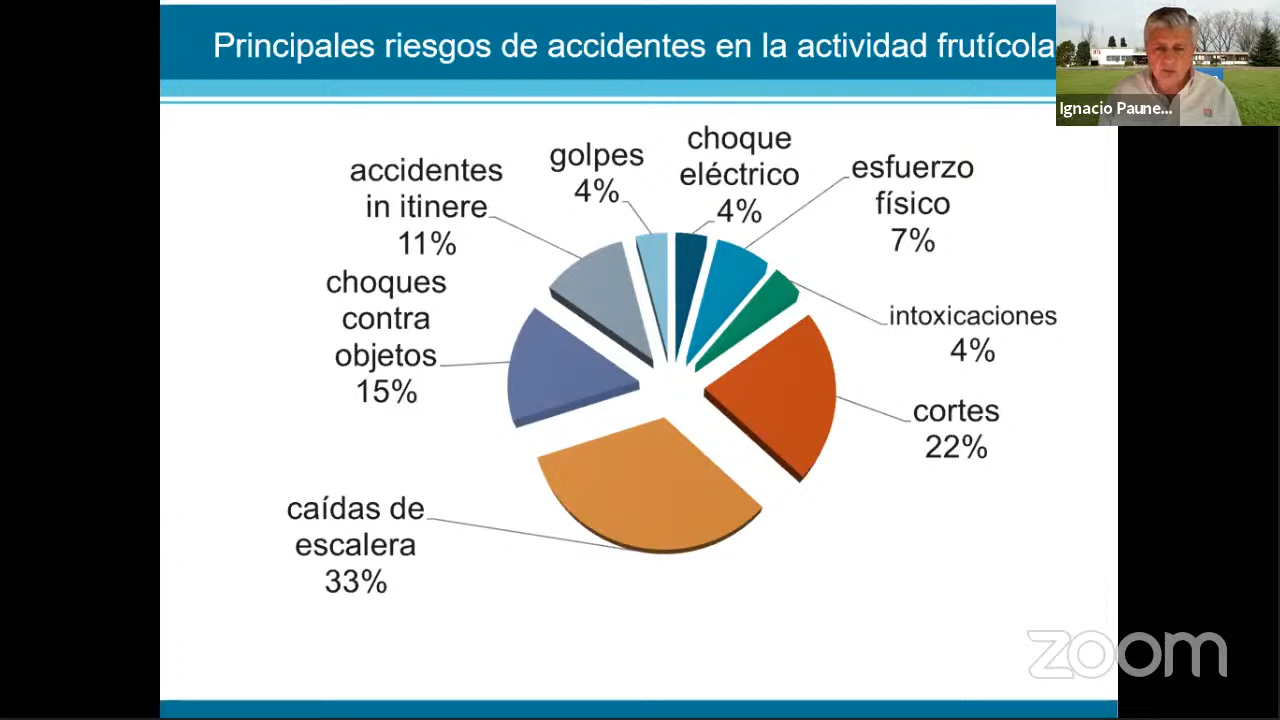 Principales riesgos de accidentes en la actividad frutícola
Ignacio Paune...
accidentes
in itinere
11%
golpes
4%
choque
eléctrico
4%
esfuerzo
físico
7%
choques
contra
objetos
15%
intoxicaciones
4%
cortes
22%
caídas de
escalera
33%
zoom